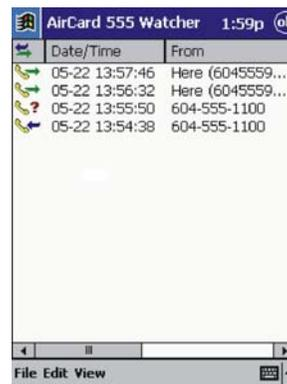 AirCard 555 Watcher 1:59p ok
Date/Time From
05-22 13:57:46 Here (6045559...
05-22 13:56:32 Here (6045559...
? 05-22 13:55:50 604-555-1100
05-22 13:54:38 604-555-1100
File Edit View